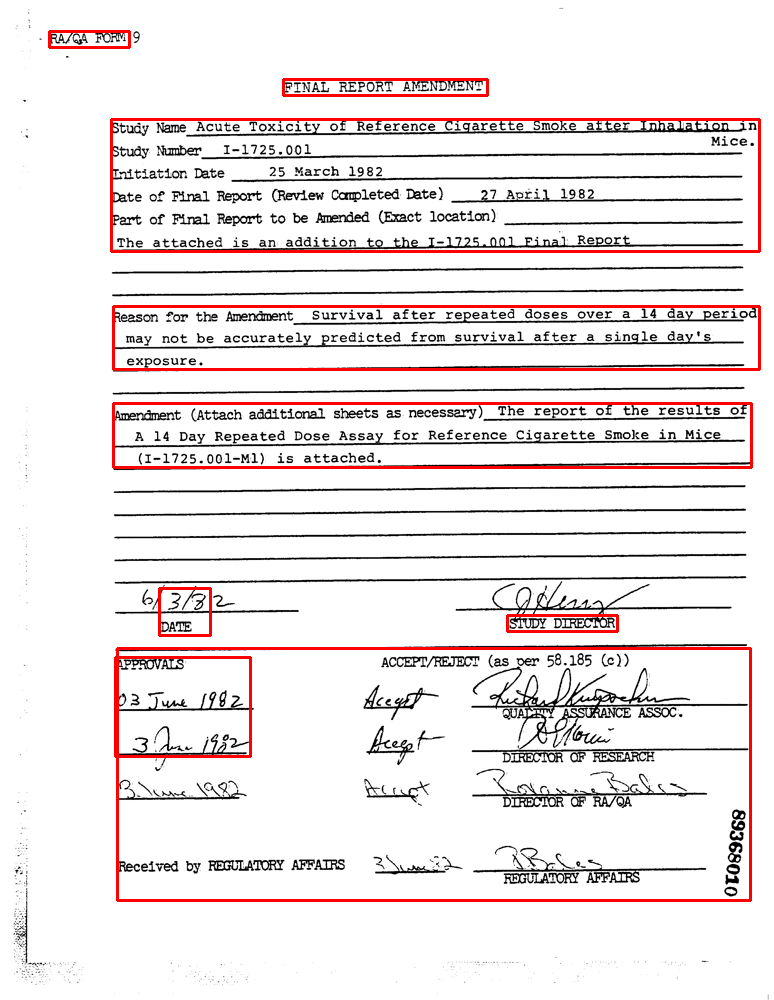 RA/QA FORM 9
FINAL REPORT AMENDMENT
Study Name Acute Toxicity of Reference Cigarette Smoke after Inhalation in
Mice.
Study Number I-1725.001
Initiation Date 25 March 1982
Date of Final Report (Review Completed Date) 27 April 1982
Part of Final Report to be Amended (Exact location)
The attached is an addition to the I-1725.001 Final Report
Reason for the Amendment Survival after repeated doses over a 14 day period
may not be accurately predicted from survival after a single day's
exposure.
Amendment (Attach additional sheets as necessary) The report of the results of
A 14 Day Repeated Dose Assay for Reference Cigarette Smoke in Mice
(I-1725.001-M1) is attached.
6/3/82 CJHenry
DATE STUDY DIRECTOR
APPROVALS ACCEPT/REJECT (as per 58.185 (c))
03 June 1982 Accept Richard
QUALITY ASSURANCE ASSOC.
3 June 1982 Accept
DIRECTOR OF RESEARCH
3 June 1982 Accept Roxanne Bales
DIRECTOR OF RA/QA
Received by REGULATORY AFFAIRS 3 June 82 RBales
REGULATORY AFFAIRS
89368010